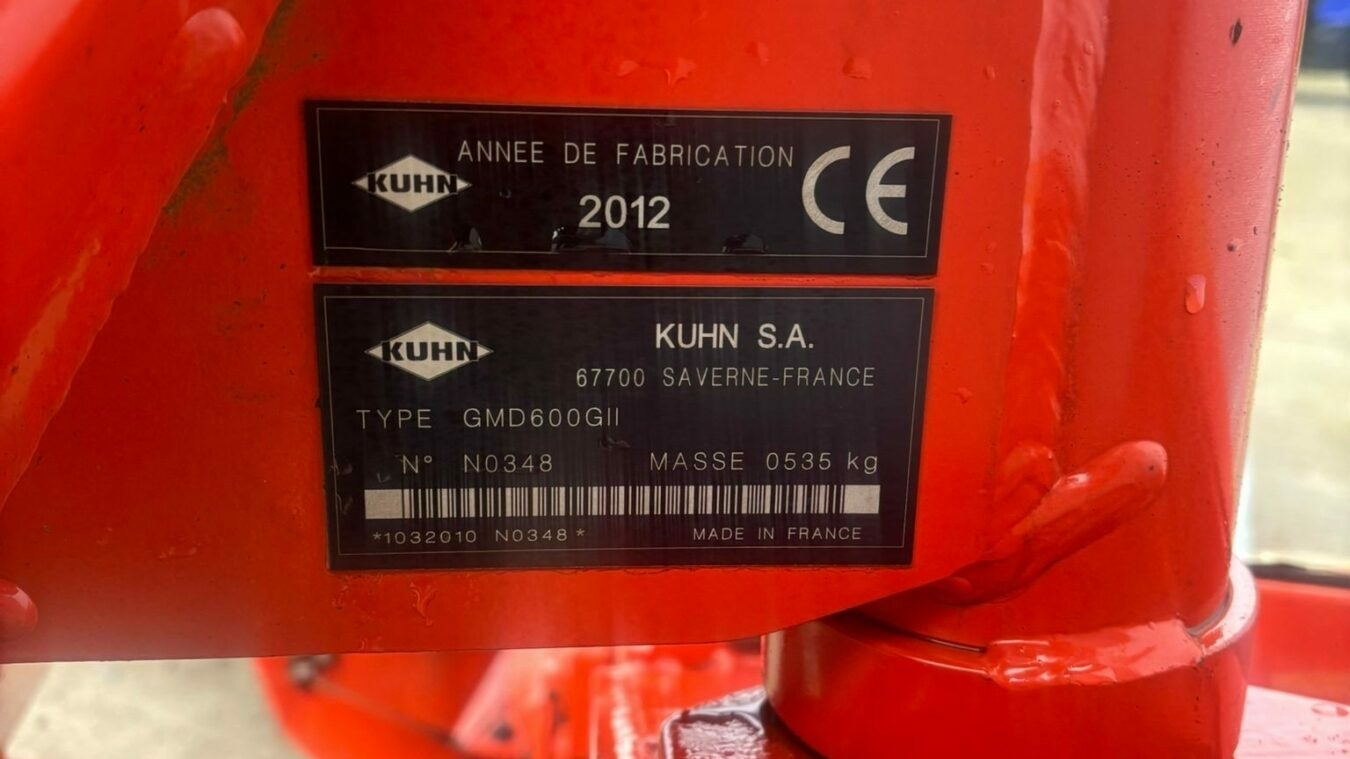 KUHN
ANNEE DE FABRICATION
2012
CE
KUHN
KUHN S.A.
67700 SAVERNE-FRANCE
TYPE GMD600GII
N° N0348 MASSE 0535 kg
*1032010 N0348* MADE IN FRANCE